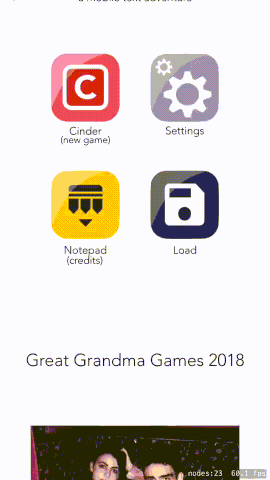 a mobile text adventure
C
Cinder
(new game)
Settings
Notepad
(credits)
Load
Great Grandma Games 2018
nodes:23 60.1 fps